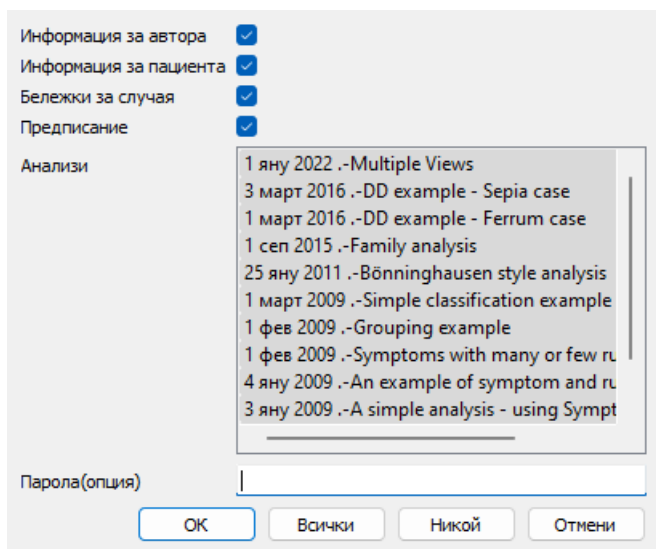 Информация за автора
Информация за пациента
Бележки за случая
Предписание
Анализи
1 яну 2022 .-Multiple Views
3 март 2016 .-DD example - Sepia case
1 март 2016 .-DD example - Ferrum case
1 сеп 2015 .-Family analysis
25 яну 2011 .-Bönninghausen style analysis
1 март 2009 .-Simple classification example
1 фев 2009 .-Grouping example
1 фев 2009 .-Symptoms with many or few ru
4 яну 2009 .-An example of symptom and ru
3 яну 2009 .-A simple analysis - using Sympt
Парола(опция)
ОК Всички Никой Отмени